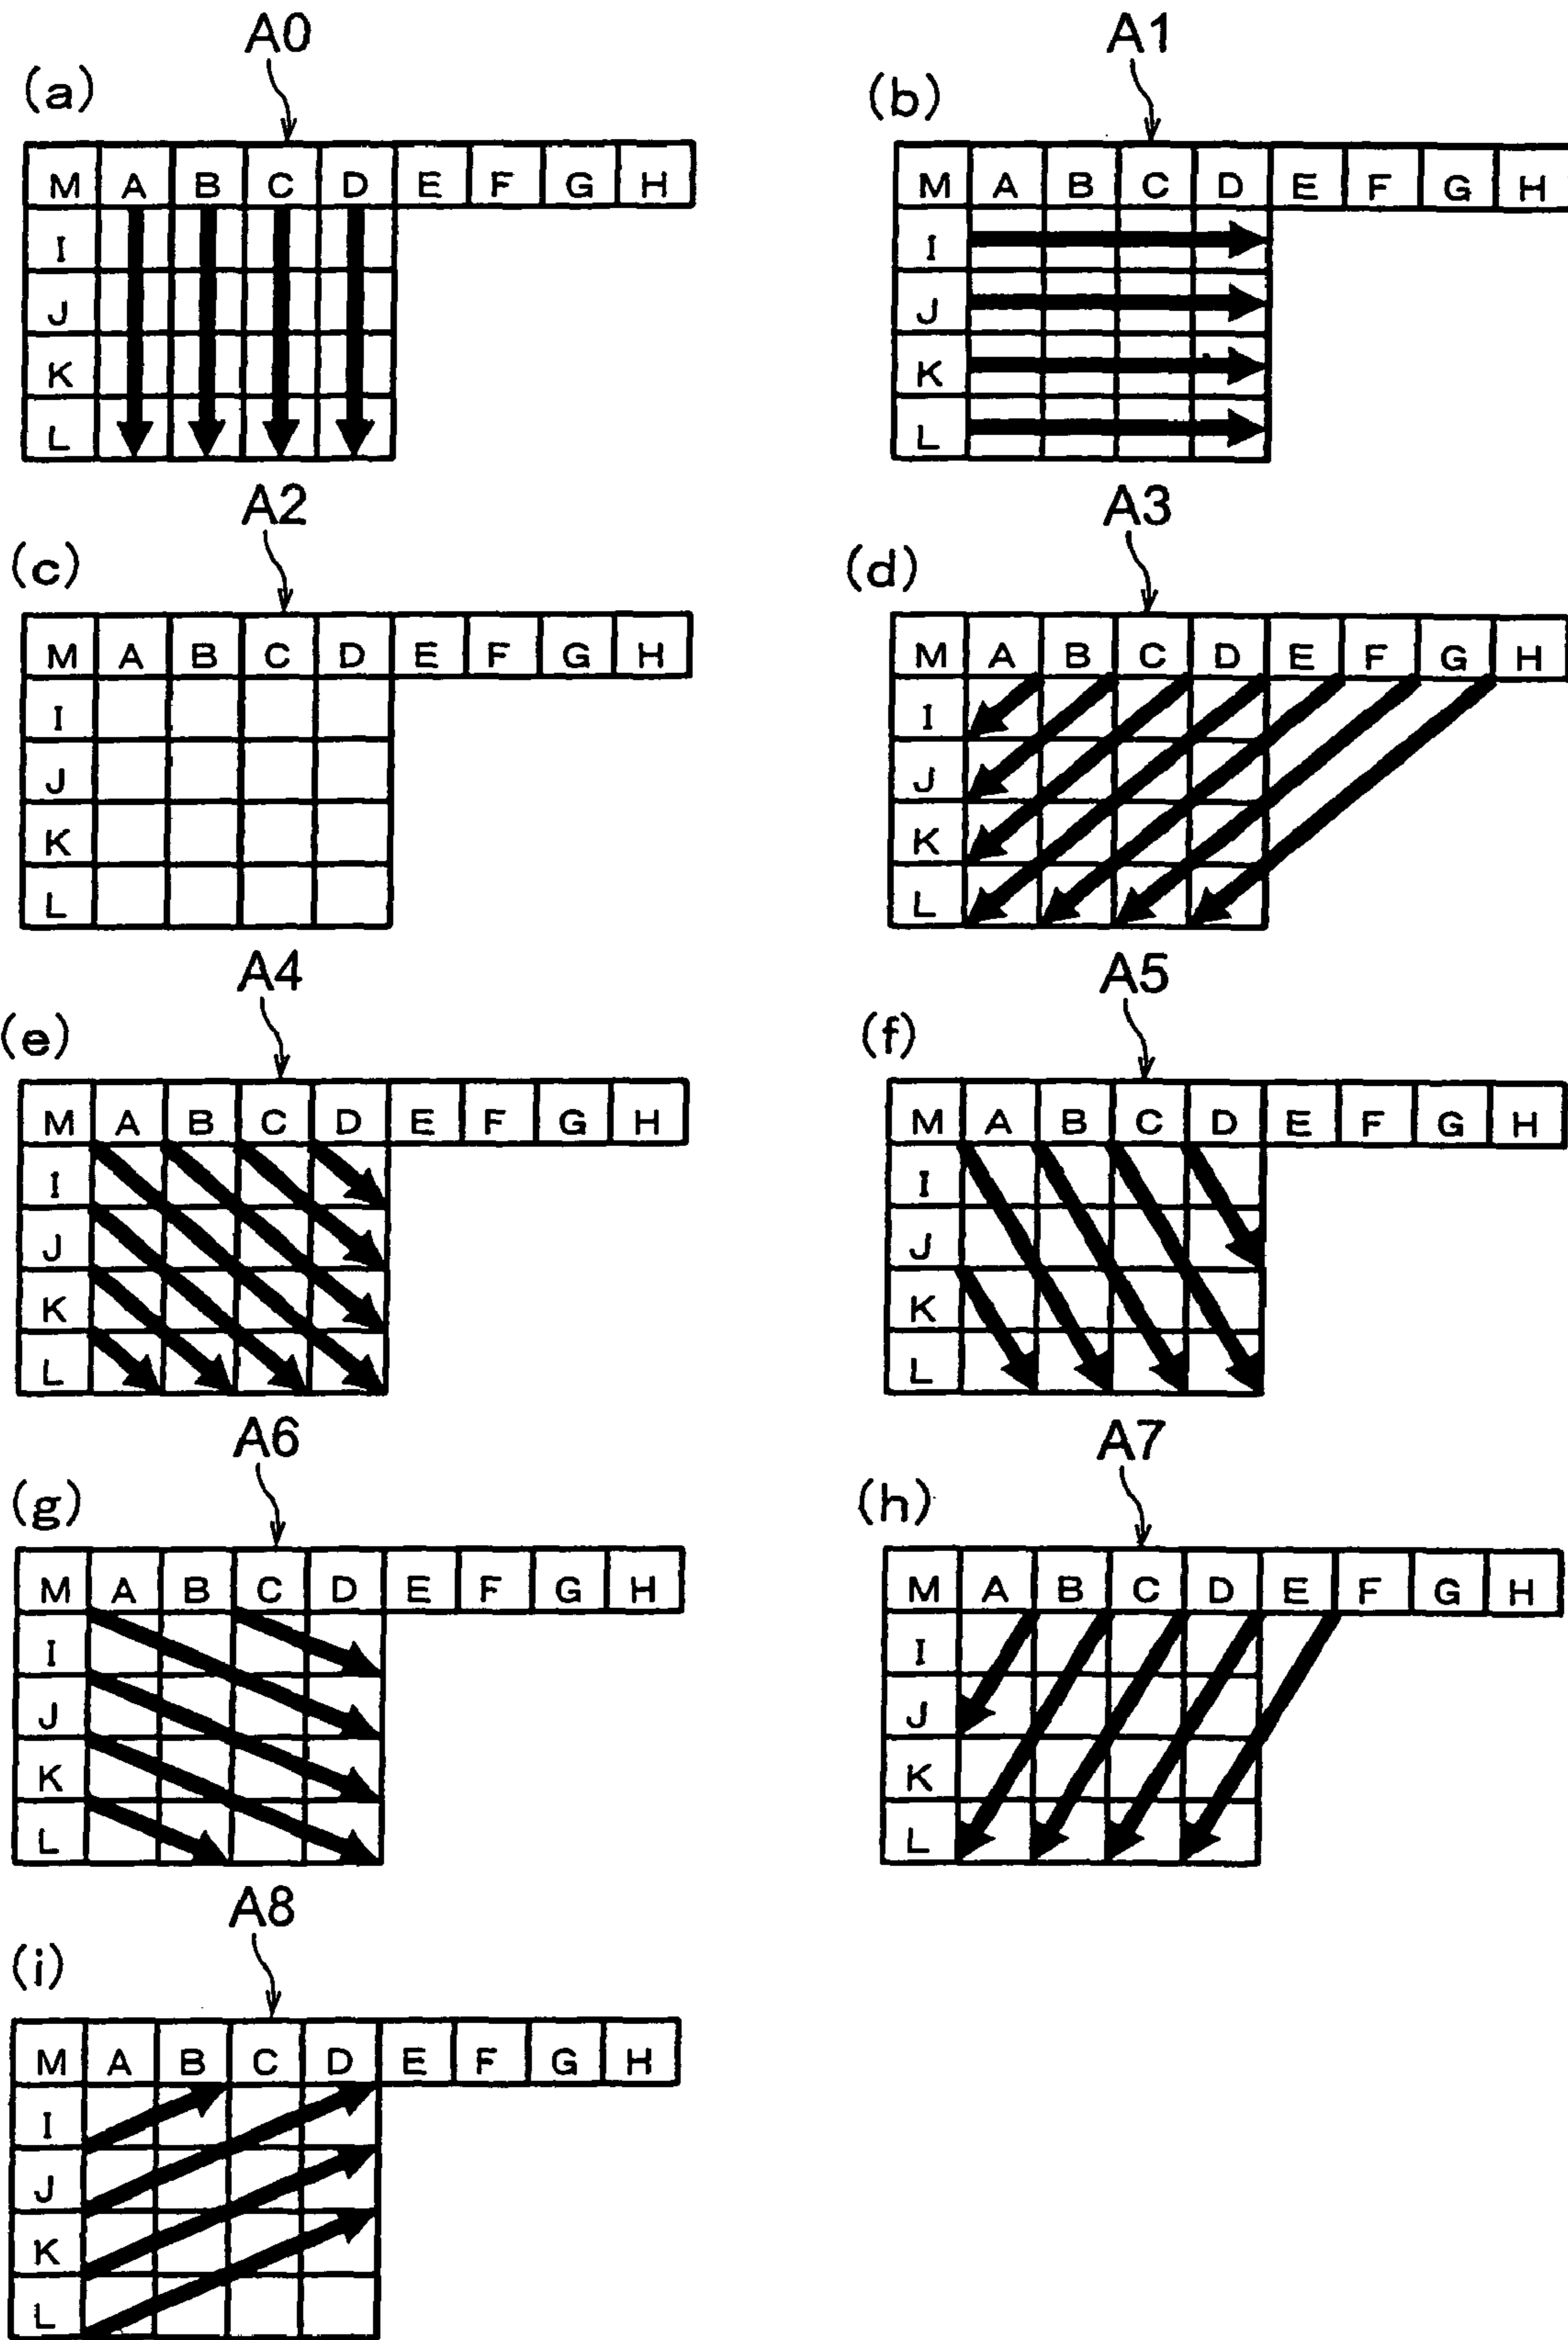 A0 A1
(a) (b)
M A B C D E F G H M A B C D E F G H
I I
J J
K K
L L
A2 A3
(c) (d)
M A B C D E F G H M A B C D E F G H
I I
J J
K K
L L
A4 A5
(e) (f)
M A B C D E F G H M A B C D E F G H
I I
J J
K K
L L
A6 A7
(g) (h)
M A B C D E F G H M A B C D E F G H
I I
J J
K K
L L
A8
(i)
M A B C D E F G H
I
J
K
L